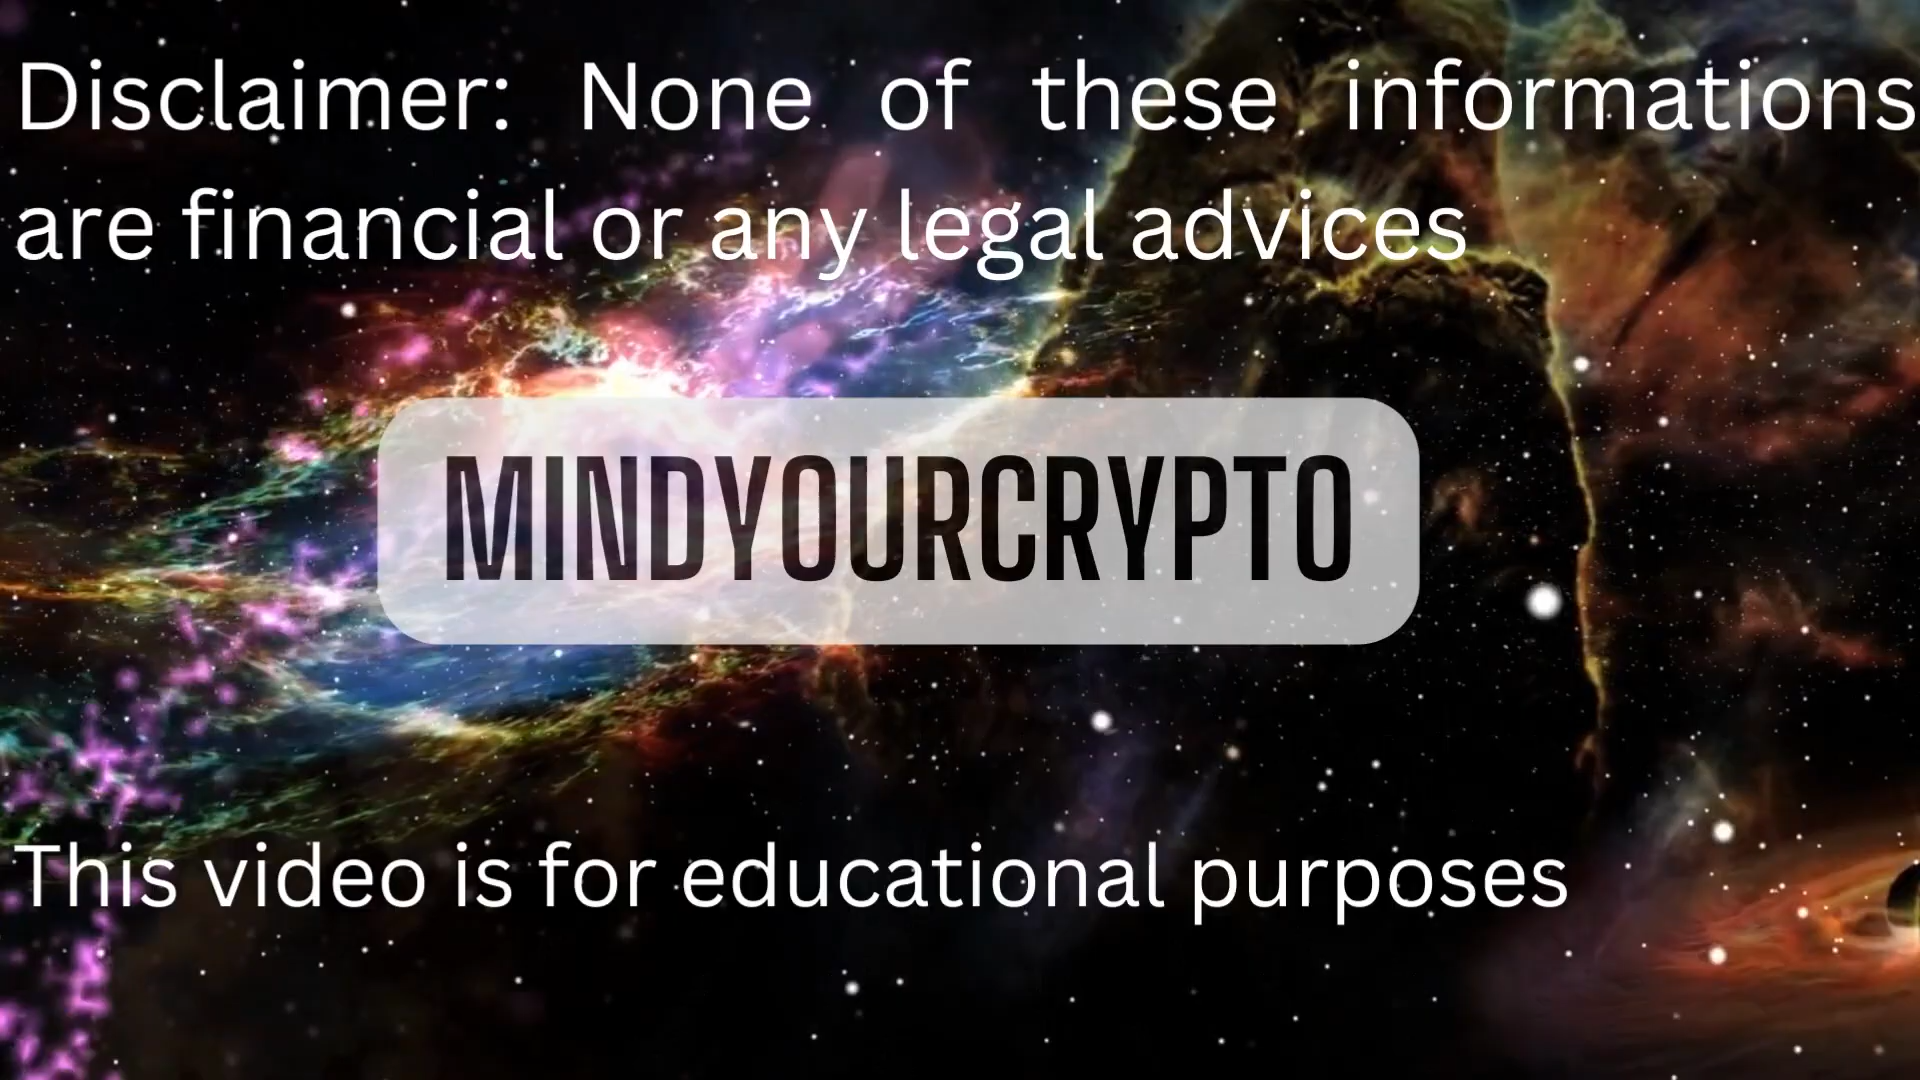 Disclaimer: None of these informations
are financial or any legal advices
MINDYOURCRYPTO
This video is for educational purposes